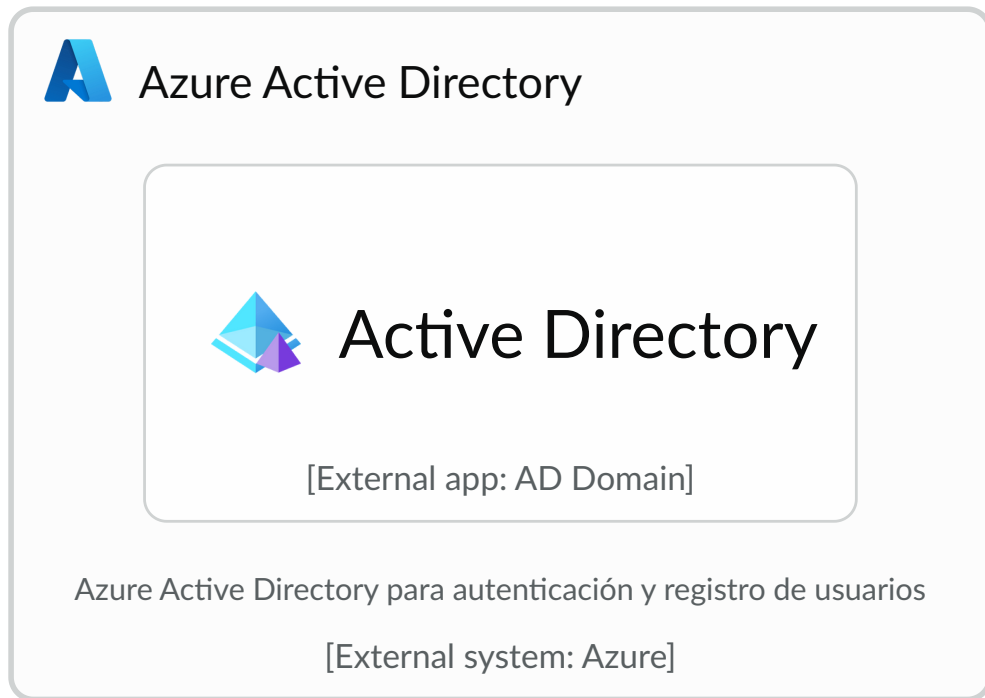 Azure Active Directory
Active Directory
[External app: AD Domain]
Azure Active Directory para autenticación y registro de usuarios
[External system: Azure]